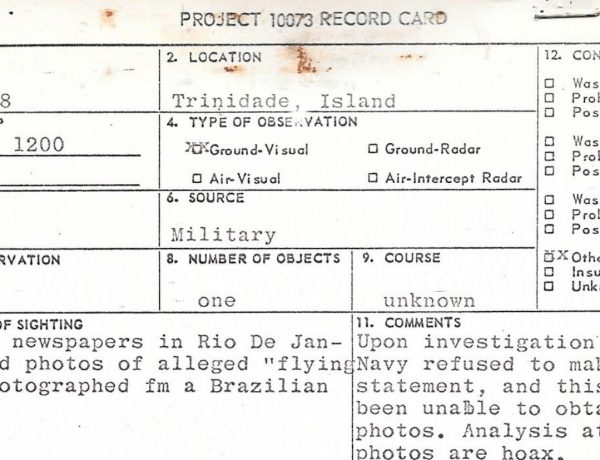 PROJECT 10073 RECORD CARD
2. LOCATION
12. CON
8
Trinidade, Island
Was
Prob
Pos
4. TYPE OF OBSERVATION
1200
Ground-Visual
Ground-Radar
Was
Prob
Pos
Air-Visual
Air-Intercept Radar
6. SOURCE
Military
Was
Prob
Pos
RVATION
8. NUMBER OF OBJECTS
9. COURSE
XX Othe
Insu
Unk
one
unknown
OF SIGHTING
11. COMMENTS
newspapers in Rio De Jan-
d photos of alleged "flying
otographed fm a Brazilian
Upon investigation
Navy refused to mak
statement, and this
been unable to obta
photos. Analysis at
photos are hoax.